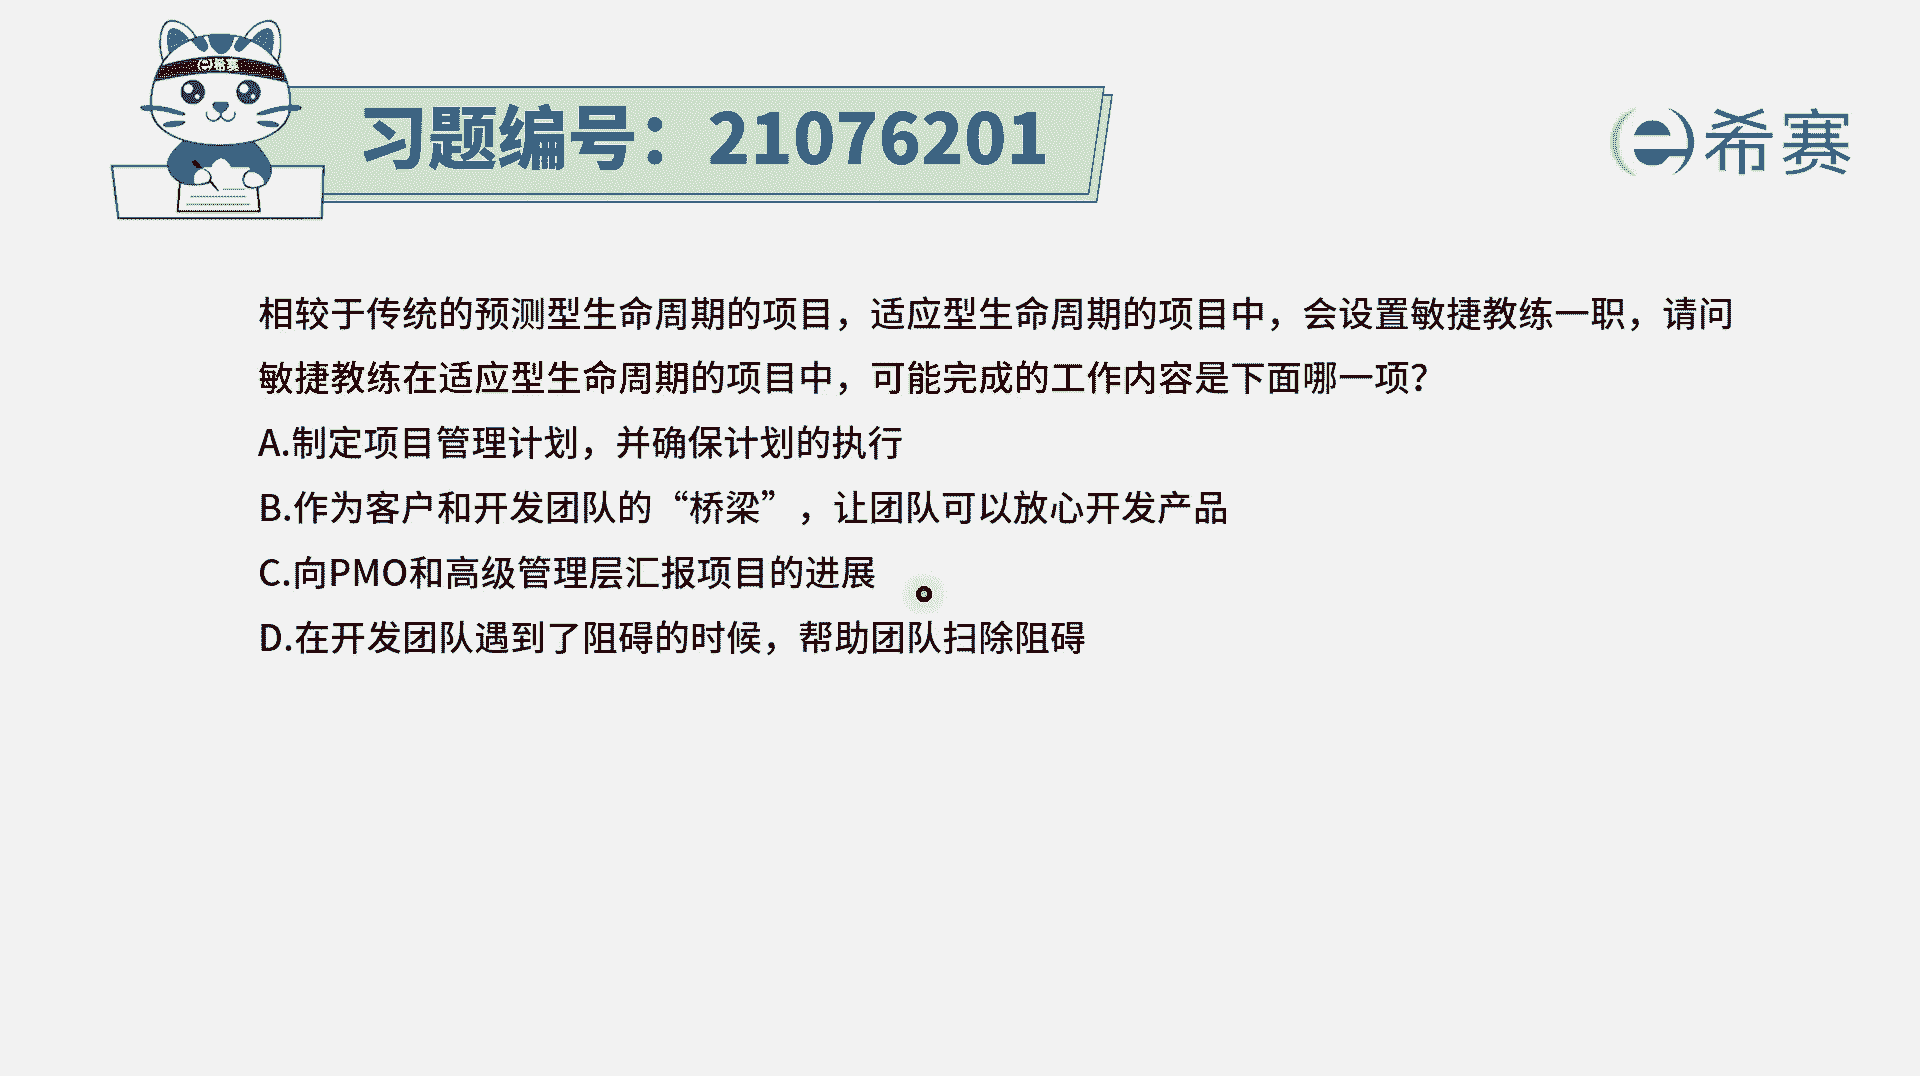 希赛
习题编号：21076201
希赛
相较于传统的预测型生命周期的项目，适应型生命周期的项目中，会设置敏捷教练一职，请问
敏捷教练在适应型生命周期的项目中，可能完成的工作内容是下面哪一项？
A.制定项目管理计划，并确保计划的执行
B.作为客户和开发团队的“桥梁”，让团队可以放心开发产品
C.向PMO和高级管理层汇报项目的进展
D.在开发团队遇到了阻碍的时候，帮助团队扫除阻碍